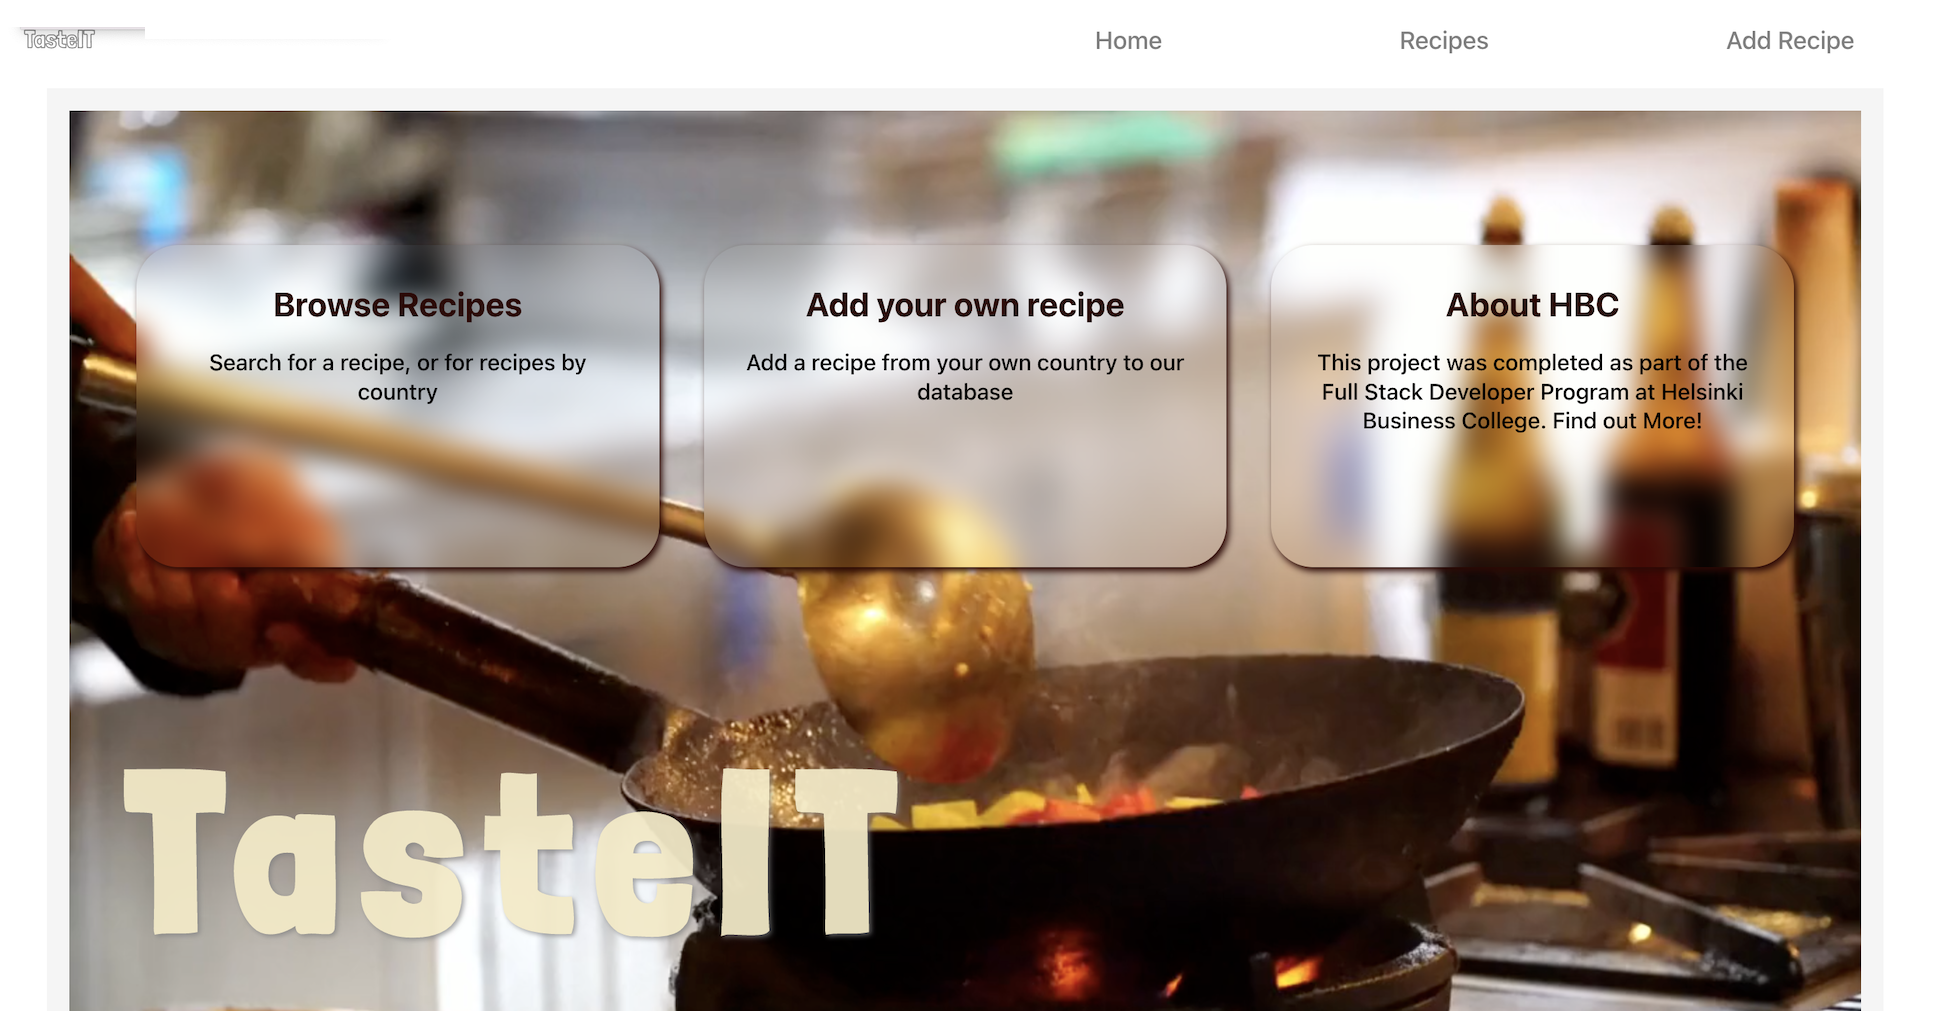 TasteIT
Home
Recipes
Add Recipe
Browse Recipes
Search for a recipe, or for recipes by
country
Add your own recipe
Add a recipe from your own country to our
database
About HBC
This project was completed as part of the
Full Stack Developer Program at Helsinki
Business College. Find out More!
TasteIT